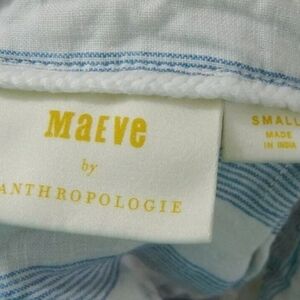 MaEve
by
ANTHROPOLOGIE
SMALL
MADE
IN INDIA